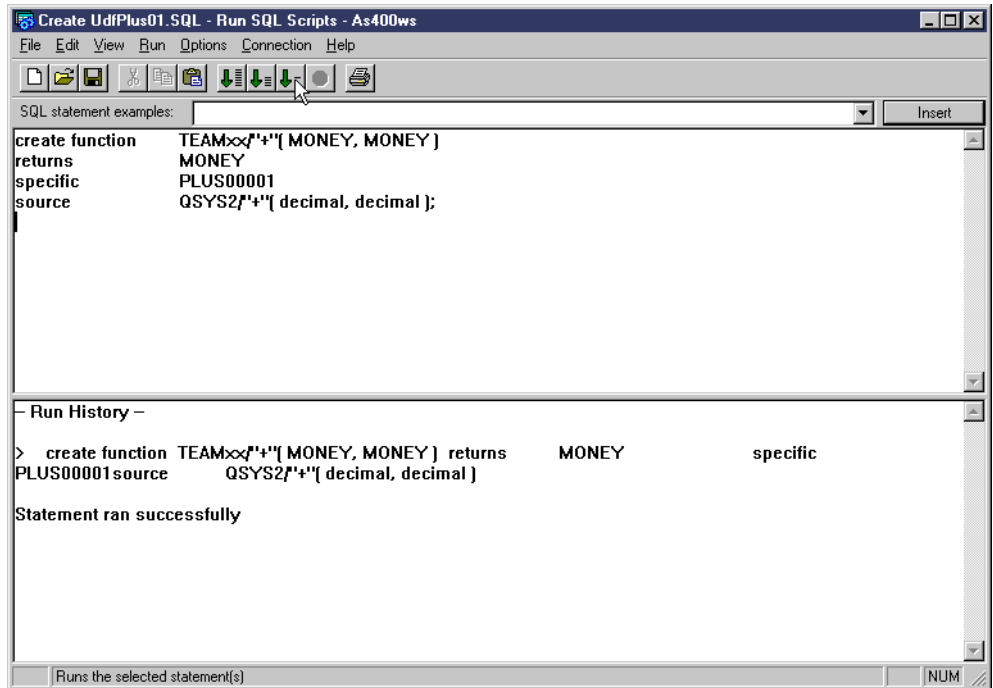 Create UdfPlus01.SQL - Run SQL Scripts - As400ws
File Edit View Run Options Connection Help
SQL statement examples: Insert
create function TEAMxx/"+"( MONEY, MONEY )
returns MONEY
specific PLUS00001
source QSYS2/"+"( decimal, decimal );
– Run History –
> create function TEAMxx/"+"( MONEY, MONEY ) returns MONEY specific
PLUS00001source QSYS2/"+"( decimal, decimal )
Statement ran successfully
Runs the selected statement(s) NUM